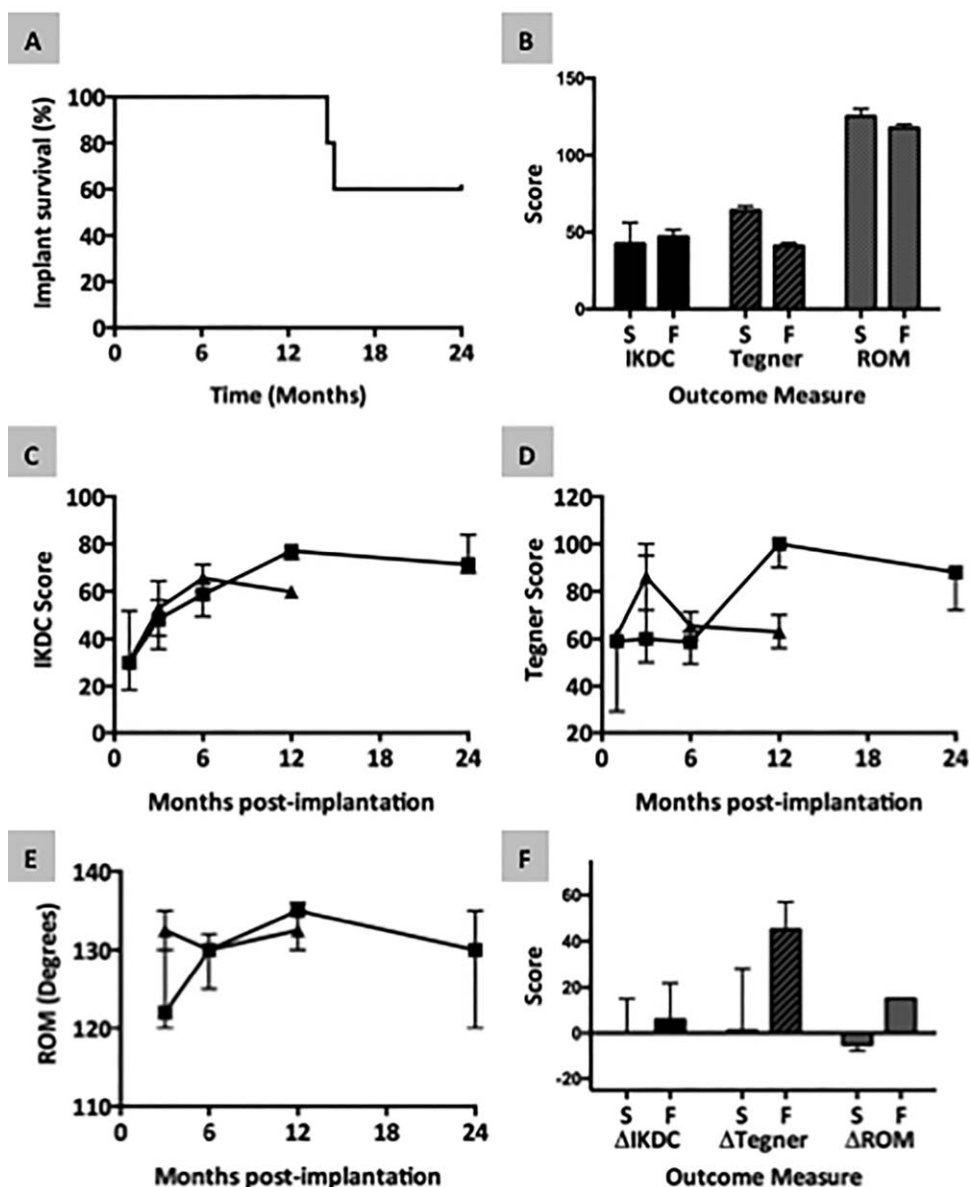 A
Implant survival (%)
100
80
60
40
20
0
0 6 12 18 24
Time (Months)
B
Score
150
100
50
0
S F S F S F
IKDC Tegner ROM
Outcome Measure
C
IKDC Score
100
80
60
40
20
0
0 6 12 18 24
Months post-implantation
D
Tegner Score
120
100
80
60
40
20
0 6 12 18 24
Months post-implantation
E
ROM (Degrees)
140
130
120
110
0 6 12 18 24
Months post-implantation
F
Score
60
40
20
0
-20
S F S F S F
ΔIKDC ΔTegner ΔROM
Outcome Measure